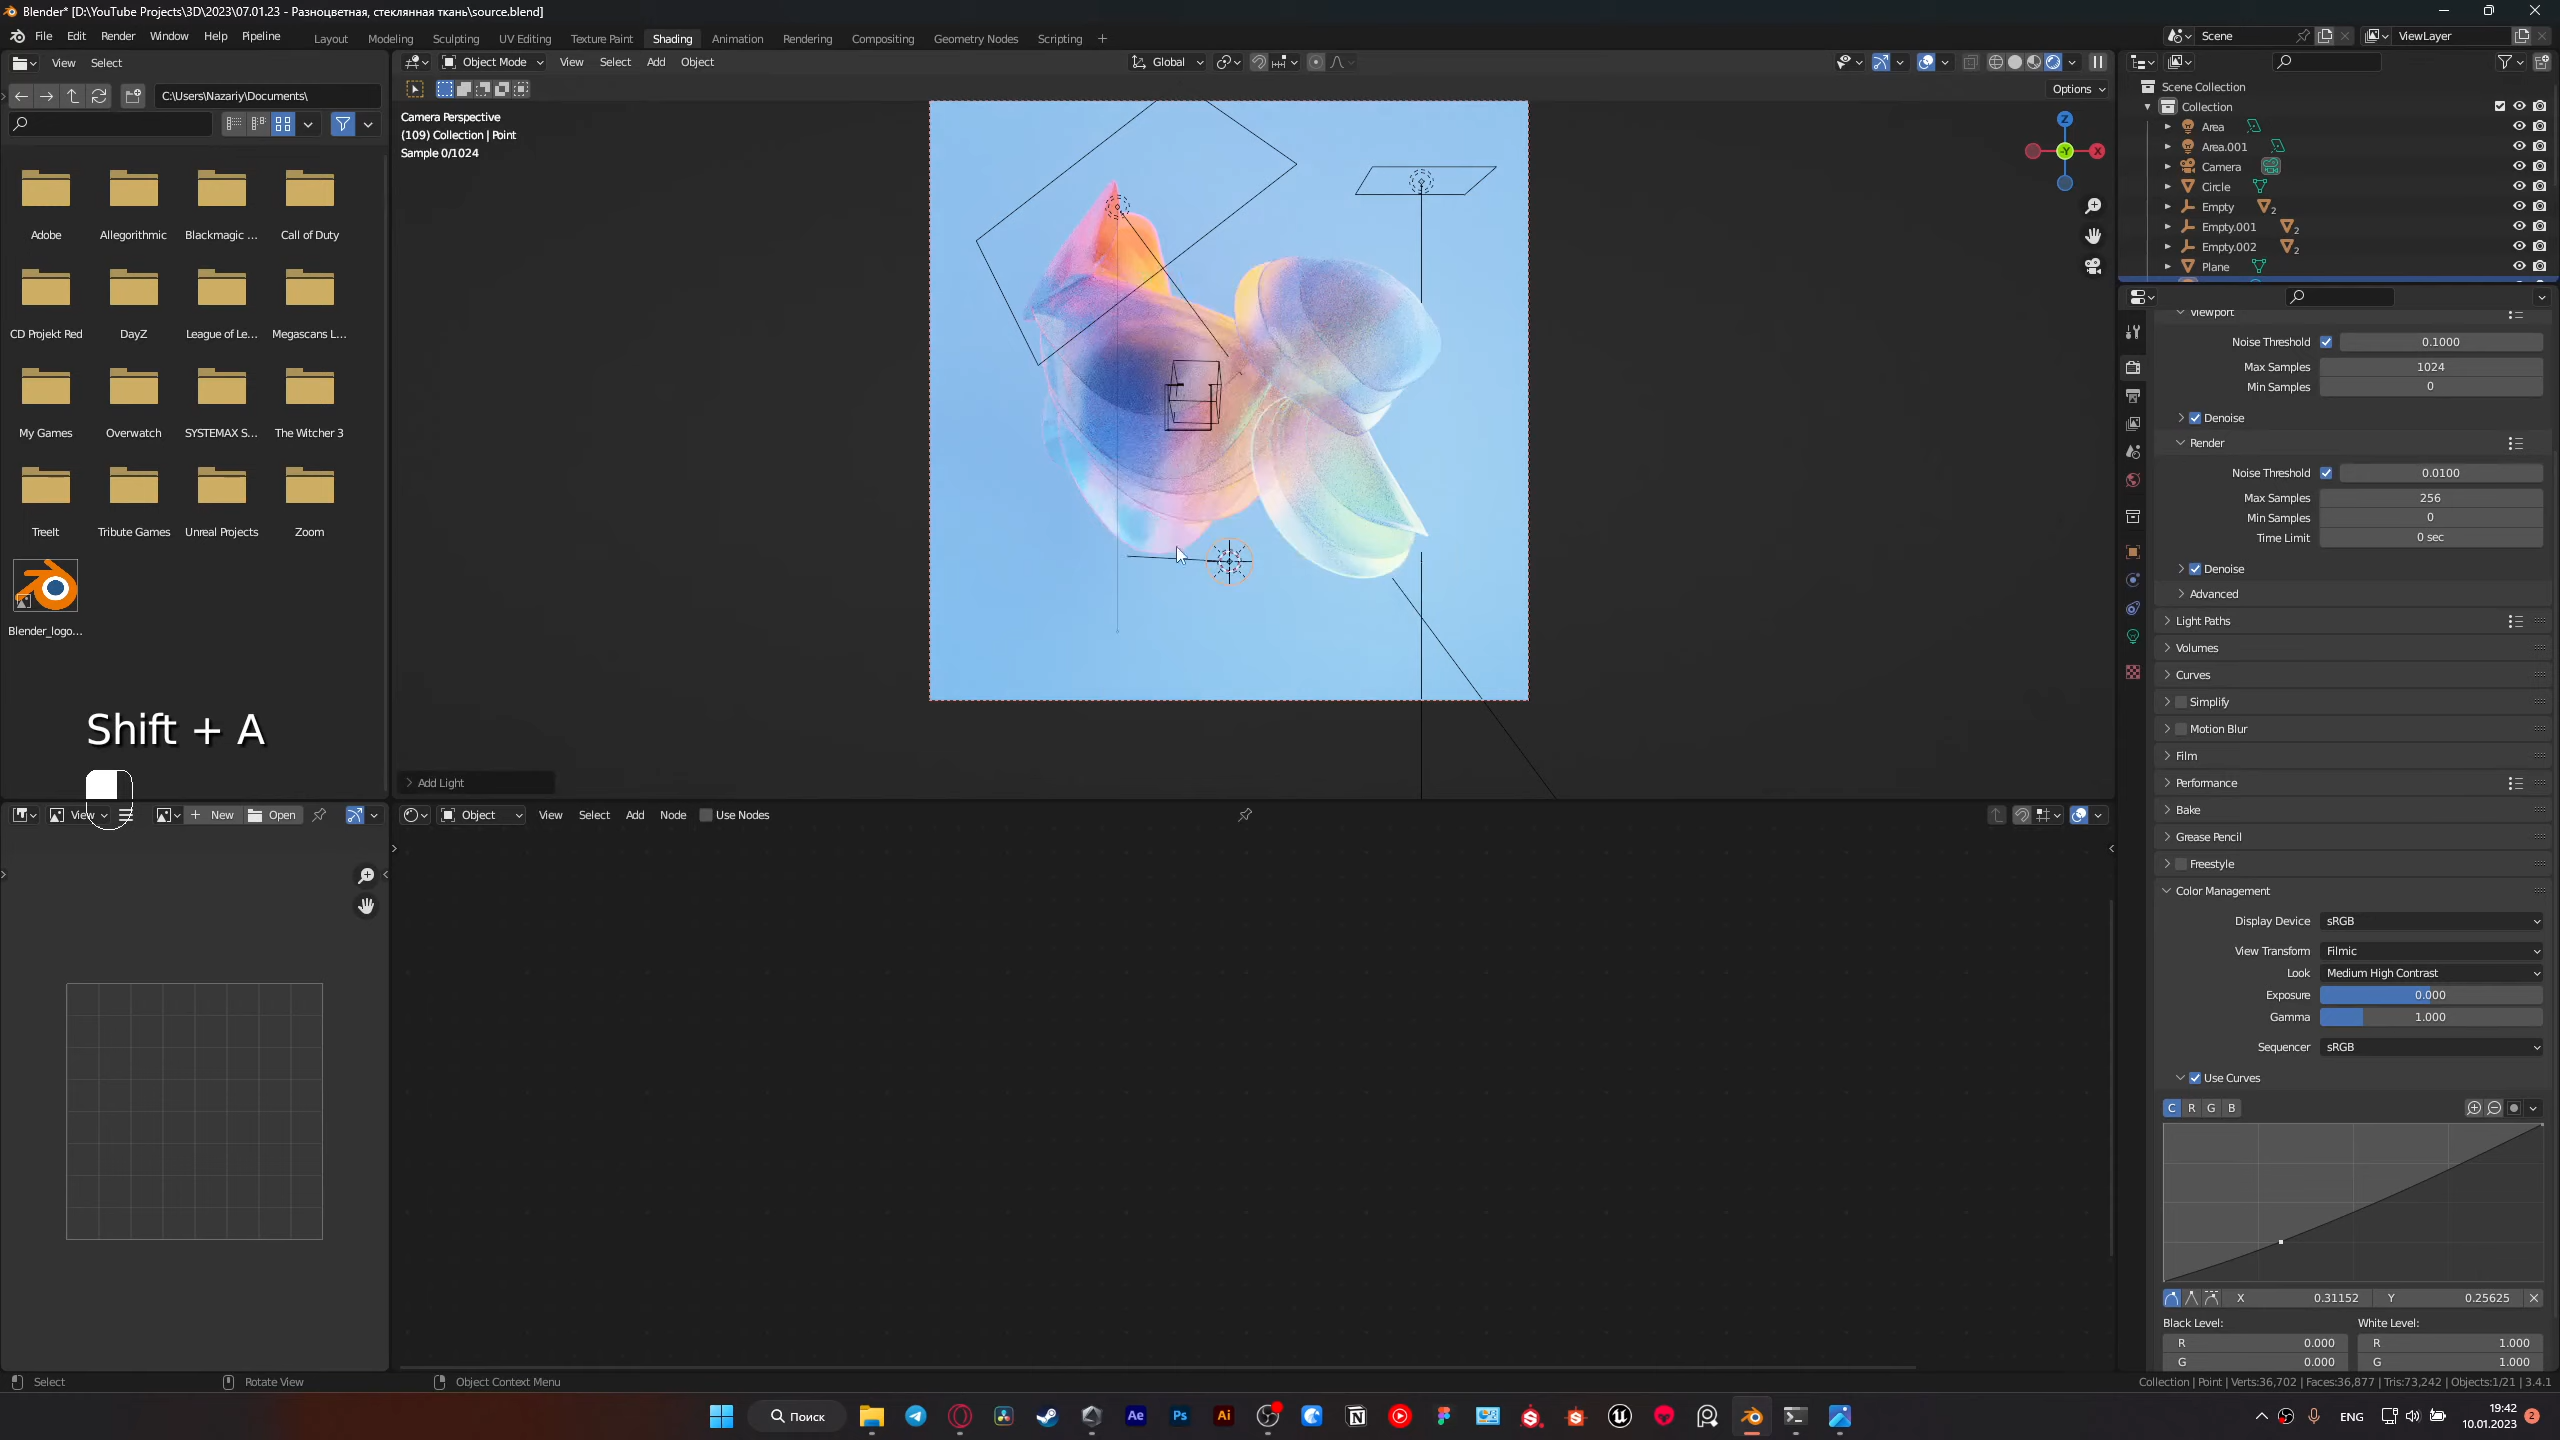 Blender* [D:\YouTube Projects\3D\2023\07.01.23 - Разноцветная, стеклянная ткань\source.blend]
File Edit Render Window Help Pipeline
Layout Modeling Sculpting UV Editing Texture Paint Shading Animation Rendering Compositing Geometry Nodes Scripting
Scene
ViewLayer
View Select
C:\Users\Nazariy\Documents\
Adobe Allegorithmic Blackmagic ... Call of Duty
CD Projekt Red DayZ League of Le... Megascans L...
My Games Overwatch SYSTEMAX S... The Witcher 3
TreeIt Tribute Games Unreal Projects Zoom
Blender_logo...
Shift + A
Object Mode View Select Add Object
Global
Options
Camera Perspective
(109) Collection | Point
Sample 0/1024
Z
-Y
X
Add Light
View New Open
Object View Select Add Node Use Nodes
Scene Collection
Collection
Area
Area.001
Camera
Circle
Empty 2
Empty.001 2
Empty.002 2
Plane
Viewport
Noise Threshold 0.1000
Max Samples 1024
Min Samples 0
Denoise
Render
Noise Threshold 0.0100
Max Samples 256
Min Samples 0
Time Limit 0 sec
Denoise
Advanced
Light Paths
Volumes
Curves
Simplify
Motion Blur
Film
Performance
Bake
Grease Pencil
Freestyle
Color Management
Display Device sRGB
View Transform Filmic
Look Medium High Contrast
Exposure 0.000
Gamma 1.000
Sequencer sRGB
Use Curves
C R G B
X 0.31152 Y 0.25625
Black Level: White Level:
R 0.000 R 1.000
G 0.000 G 1.000
Select Rotate View Object Context Menu
Collection | Point | Verts:36,702 | Faces:36,877 | Tris:73,242 | Objects:1/21 | 3.4.1
Поиск
Ae Ps Ai
ENG
19:42
10.01.2023
2